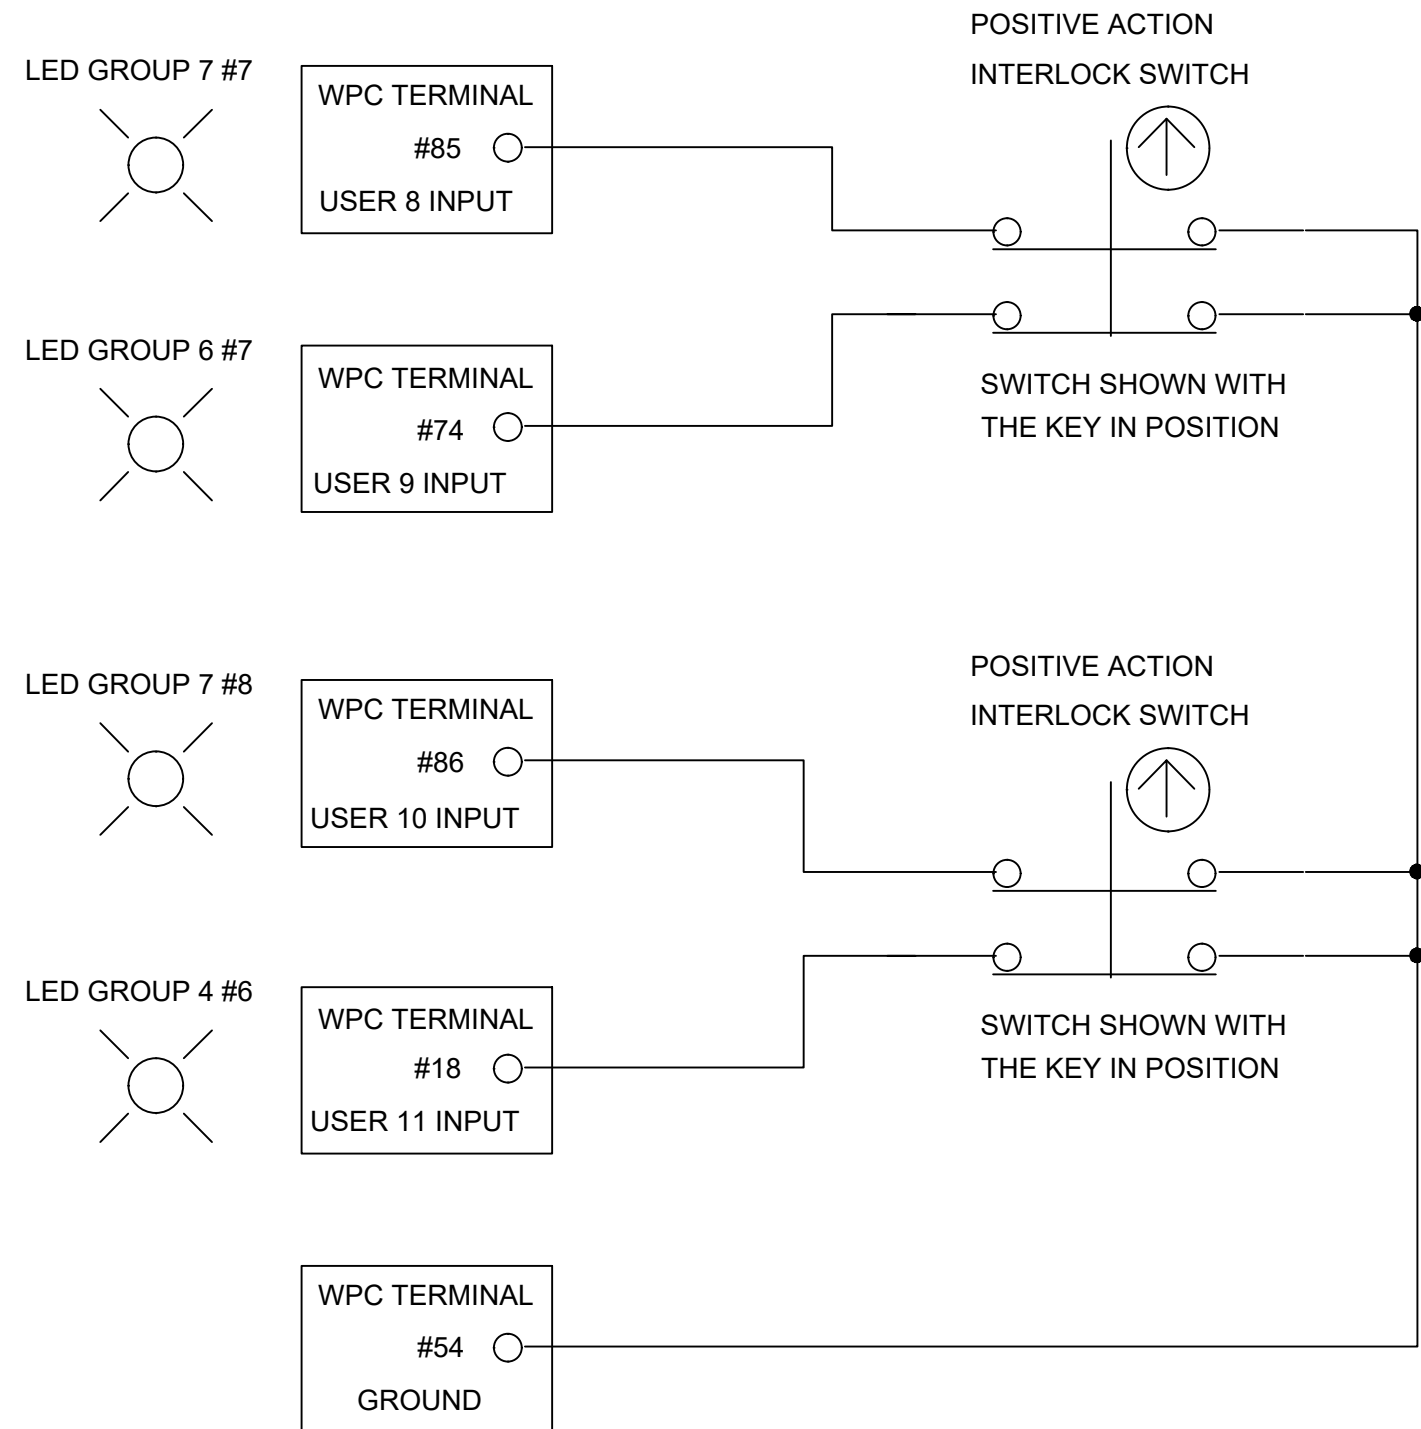 POSITIVE ACTION
INTERLOCK SWITCH
LED GROUP 7 #7
WPC TERMINAL
#85
USER 8 INPUT
LED GROUP 6 #7
WPC TERMINAL
#74
USER 9 INPUT
SWITCH SHOWN WITH
THE KEY IN POSITION
LED GROUP 7 #8
WPC TERMINAL
#86
USER 10 INPUT
POSITIVE ACTION
INTERLOCK SWITCH
LED GROUP 4 #6
WPC TERMINAL
#18
USER 11 INPUT
SWITCH SHOWN WITH
THE KEY IN POSITION
WPC TERMINAL
#54
GROUND